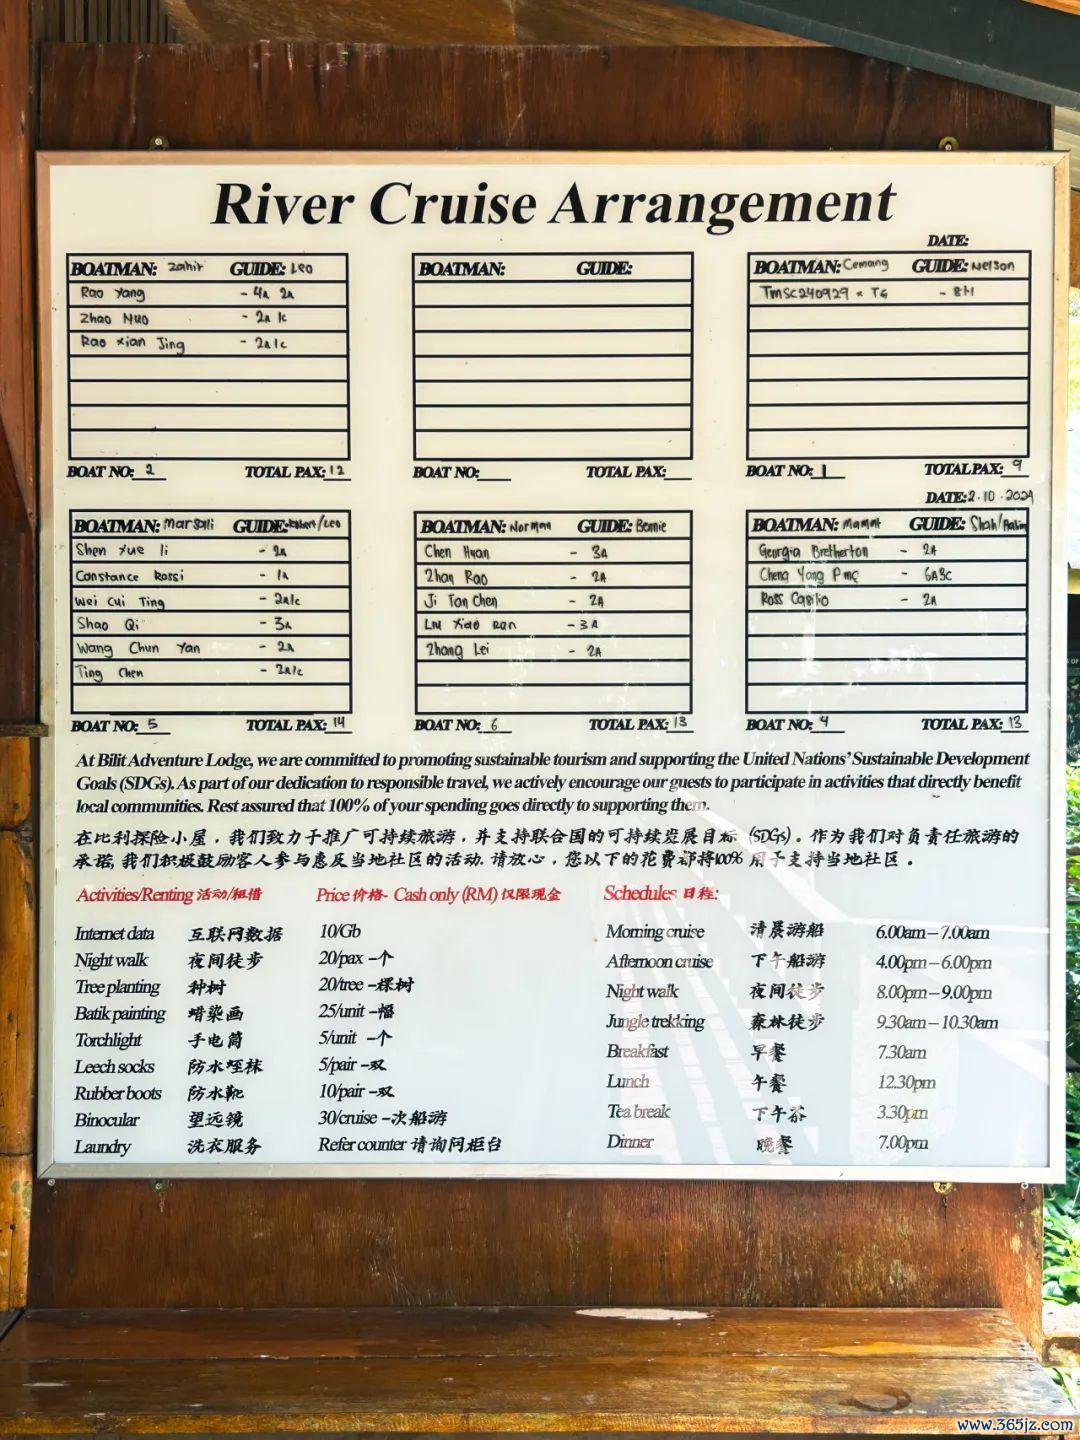 River Cruise Arrangement
DATE:
BOATMAN: Zahir GUIDE: Leo
Rao Yang - 4A 2A
Zhao Nuo - 2A 1c
Rao Xian Jing - 2A1c
BOAT NO: 2 TOTAL PAX: 12
BOATMAN: GUIDE:
BOAT NO: TOTAL PAX:
BOATMAN: Cemang GUIDE: Nelson
TMSC240929 TG - 8+1
BOAT NO: 1 TOTAL PAX: 9
DATE: 2.10.2024
BOATMAN: Marsali GUIDE: Robert/Leo
Shen Xue li - 2A
Constance Rossi - 1A
Wei Cui Ting - 2A1c
Shao Qi - 3A
Wang Chun Yan - 2A
Ting Chen - 2A1c
BOAT NO: 5 TOTAL PAX: 14
BOATMAN: Norman GUIDE: Bennie
Chen Huan - 3A
Zhan Rao - 2A
Ji Tan Chen - 2A
Liu Xiao Ran - 3A
Zhang Lei - 2A
BOAT NO: 6 TOTAL PAX: 13
BOATMAN: Mamat GUIDE: Shah/Halim
Georgia Bretherton - 2A
Cheng Yang Pmc - 6A3c
Ross - 2A
BOAT NO: 4 TOTAL PAX: 13
At Bilit Adventure Lodge, we are committed to promoting sustainable tourism and supporting the United Nations' Sustainable Development
Goals (SDGs). As part of our dedication to responsible travel, we actively encourage our guests to participate in activities that directly benefit
local communities. Rest assured that 100% of your spending goes directly to supporting them.
在比利探险小屋，我们致力于推广可持续旅游，并支持联合国的可持续发展目标 (SDGs)。作为我们对负责任旅游的
承诺, 我们积极鼓励客人参与惠及当地社区的活动. 请放心，您以下的花费都将100% 用于支持当地社区。
Activities/Renting 活动/租借 Price 价格- Cash only (RM) 仅限现金
Internet data 互联网数据 10/Gb
Night walk 夜间徒步 20/pax –个
Tree planting 种树 20/tree –棵树
Batik painting 蜡染画 25/unit –幅
Torchlight 手电筒 5/unit –个
Leech socks 防水蛭袜 5/pair –双
Rubber boots 防水靴 10/pair –双
Binocular 望远镜 30/cruise –次船游
Laundry 洗衣服务 Refer counter 请询问柜台
Schedules 日程:
Morning cruise 清晨游船 6.00am – 7.00am
Afternoon cruise 下午船游 4.00pm – 6.00pm
Night walk 夜间徒步 8.00pm – 9.00pm
Jungle trekking 森林徒步 9.30am – 10.30am
Breakfast 早餐 7.30am
Lunch 午餐 12.30pm
Tea break 下午茶 3.30pm
Dinner 晚餐 7.00pm
www.365jz.com